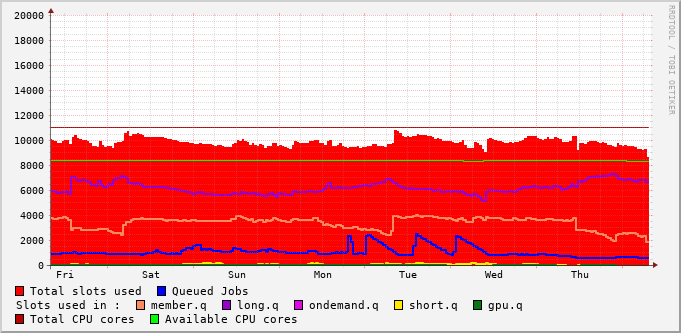 20000
18000
16000
14000
12000
10000
8000
6000
4000
2000
0
Fri Sat Sun Mon Tue Wed Thu
RRDTOOL / TOBI OETIKER
Total slots used Queued Jobs
Slots used in : member.q long.q ondemand.q short.q gpu.q
Total CPU cores Available CPU cores